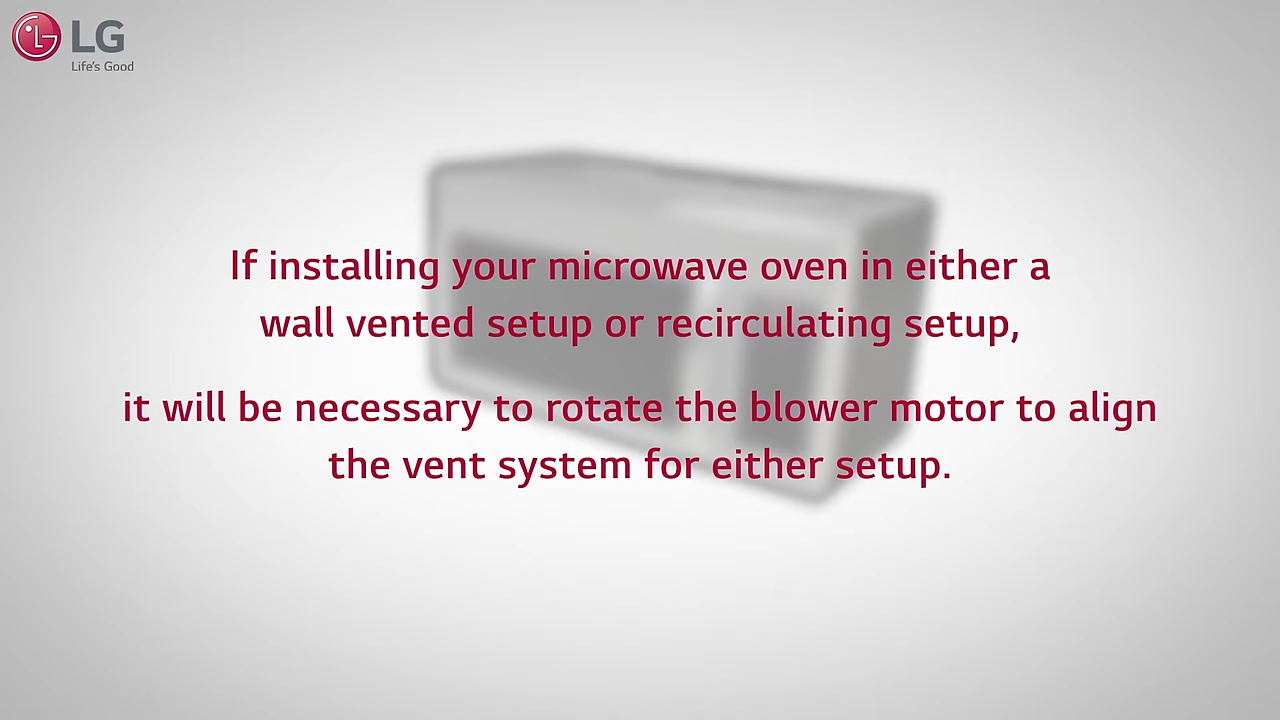 LG
Life's Good
If installing your microwave oven in either a
wall vented setup or recirculating setup,
it will be necessary to rotate the blower motor to align
the vent system for either setup.